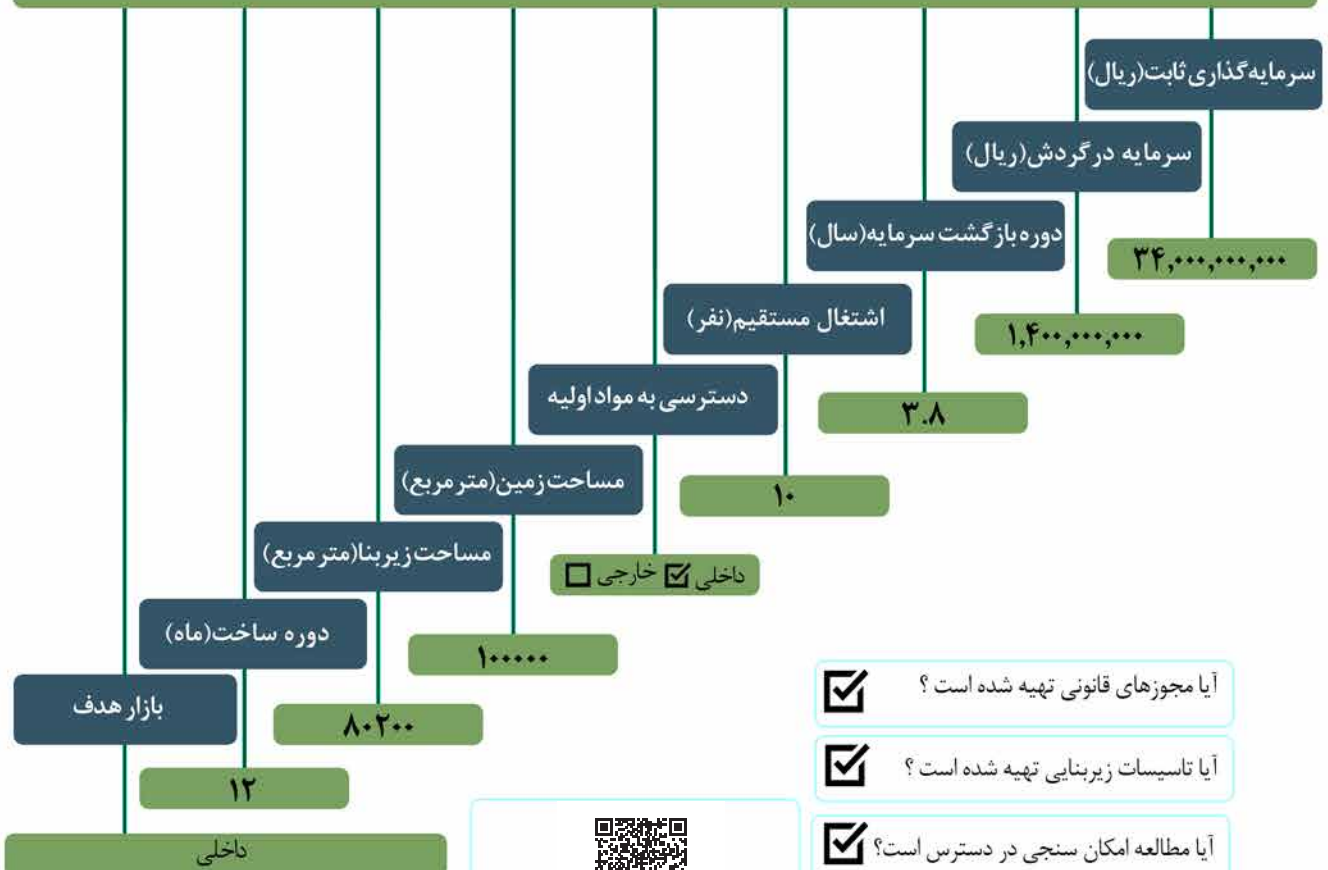 سرمایه‌گذاری ثابت(ریال)
۳۴,۰۰۰,۰۰۰,۰۰۰
سرمایه در گردش(ریال)
۱,۴۰۰,۰۰۰,۰۰۰
دوره بازگشت سرمایه(سال)
۳.۸
اشتغال مستقیم(نفر)
۱۰
دسترسی به مواد اولیه
داخلی ☑ خارجی ☐
مساحت زمین(متر مربع)
۱۰۰۰۰۰
مساحت زیربنا(متر مربع)
۸۰۲۰۰
دوره ساخت(ماه)
۱۲
بازار هدف
داخلی
آیا مجوزهای قانونی تهیه شده است ؟ ☑
آیا تاسیسات زیربنایی تهیه شده است ؟ ☑
آیا مطالعه امکان سنجی در دسترس است؟ ☑